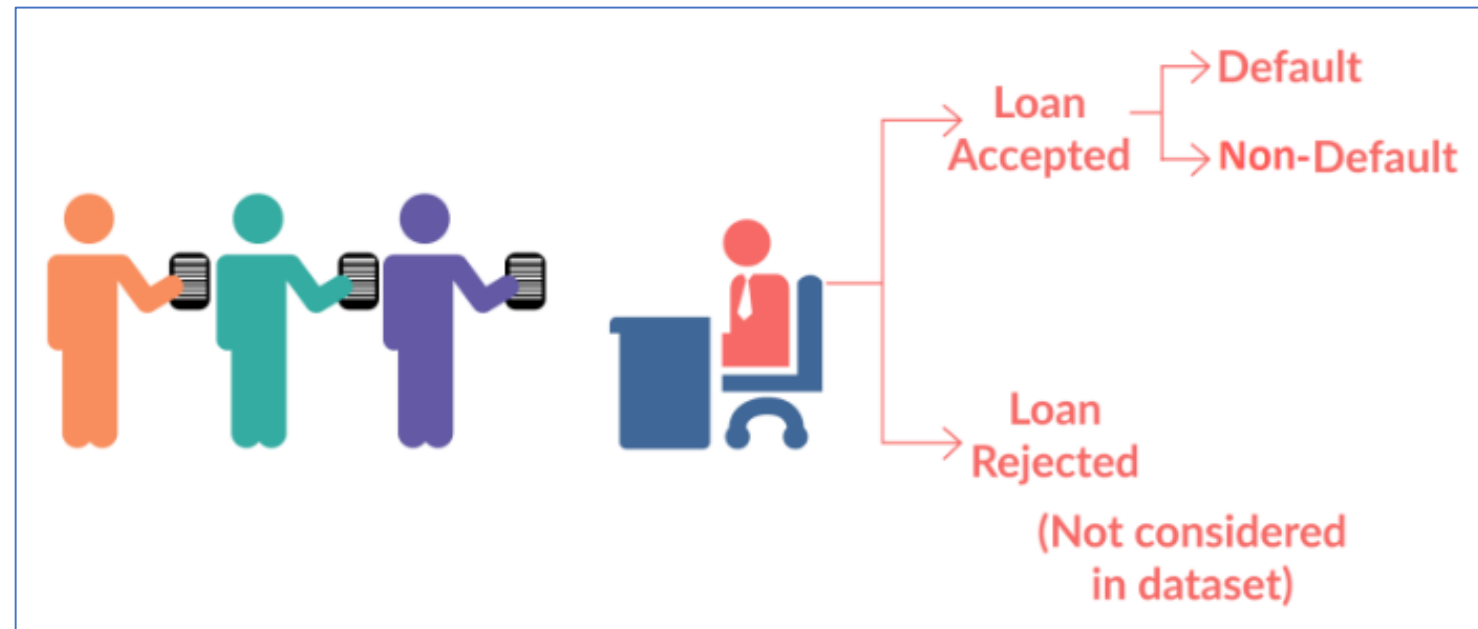 Default
Loan
Accepted
Non-Default
Loan
Rejected
(Not considered
in dataset)